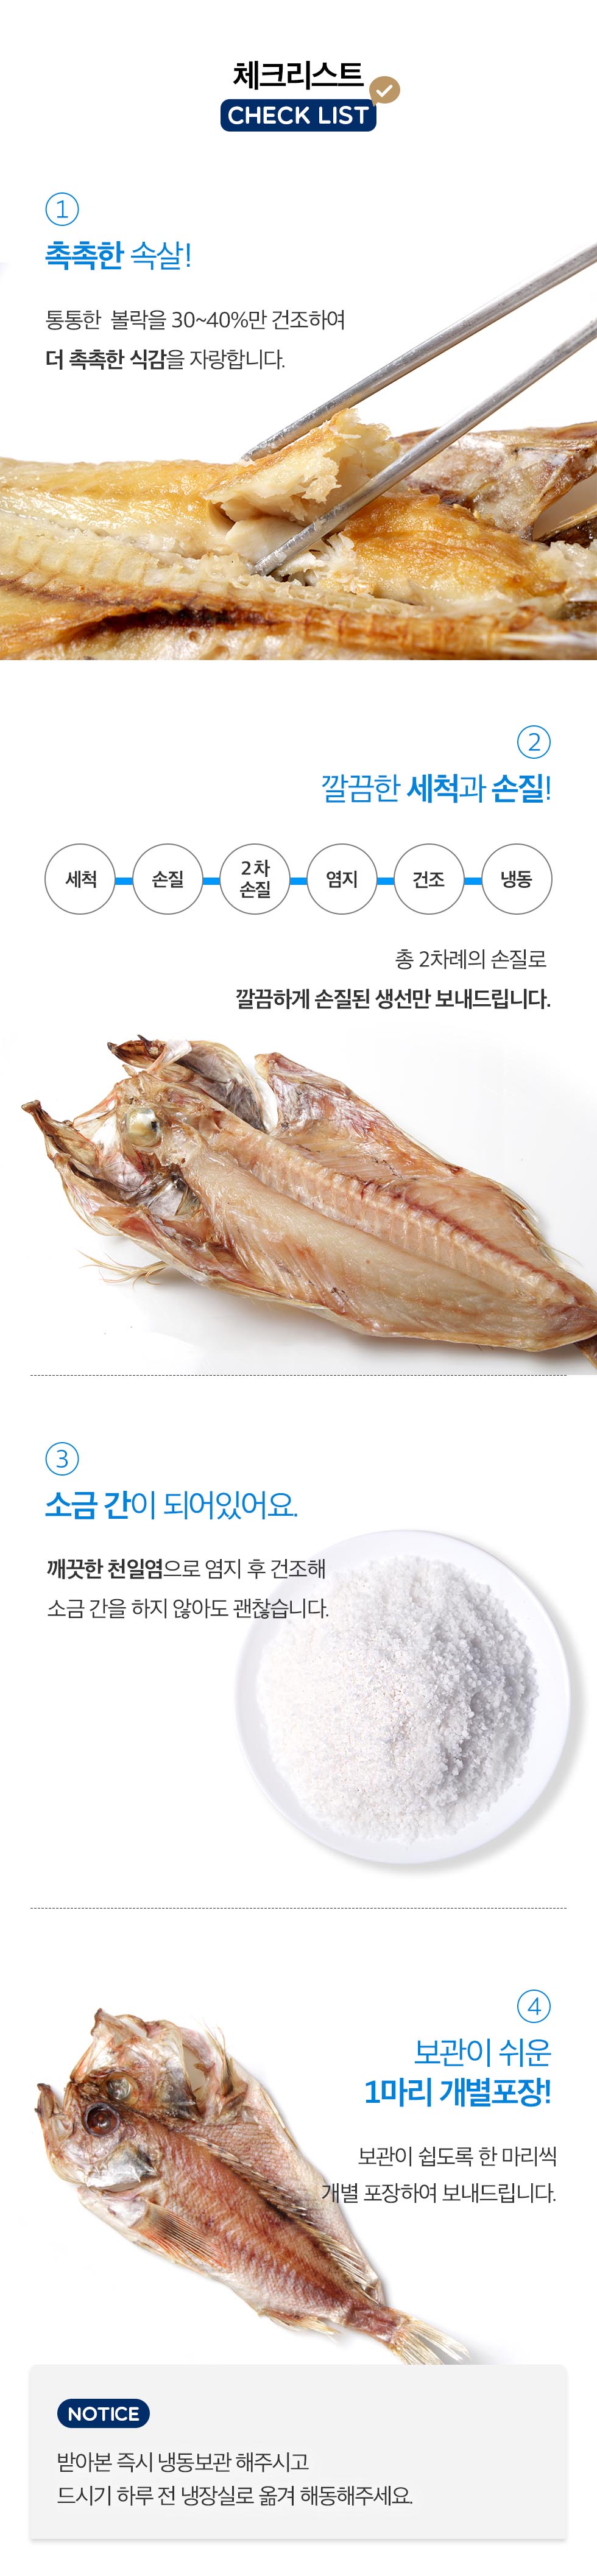 체크리스트
CHECK LIST
1
촉촉한 속살!
통통한 볼락을 30~40%만 건조하여
더 촉촉한 식감을 자랑합니다.
2
깔끔한 세척과 손질!
세척
손질
2차
손질
염지
건조
냉동
총 2차례의 손질로
깔끔하게 손질된 생선만 보내드립니다.
3
소금 간이 되어있어요.
깨끗한 천일염으로 염지 후 건조해
소금 간을 하지 않아도 괜찮습니다.
4
보관이 쉬운
1마리 개별포장!
보관이 쉽도록 한 마리씩
개별 포장하여 보내드립니다.
NOTICE
받아본 즉시 냉동보관 해주시고
드시기 하루 전 냉장실로 옮겨 해동해주세요.